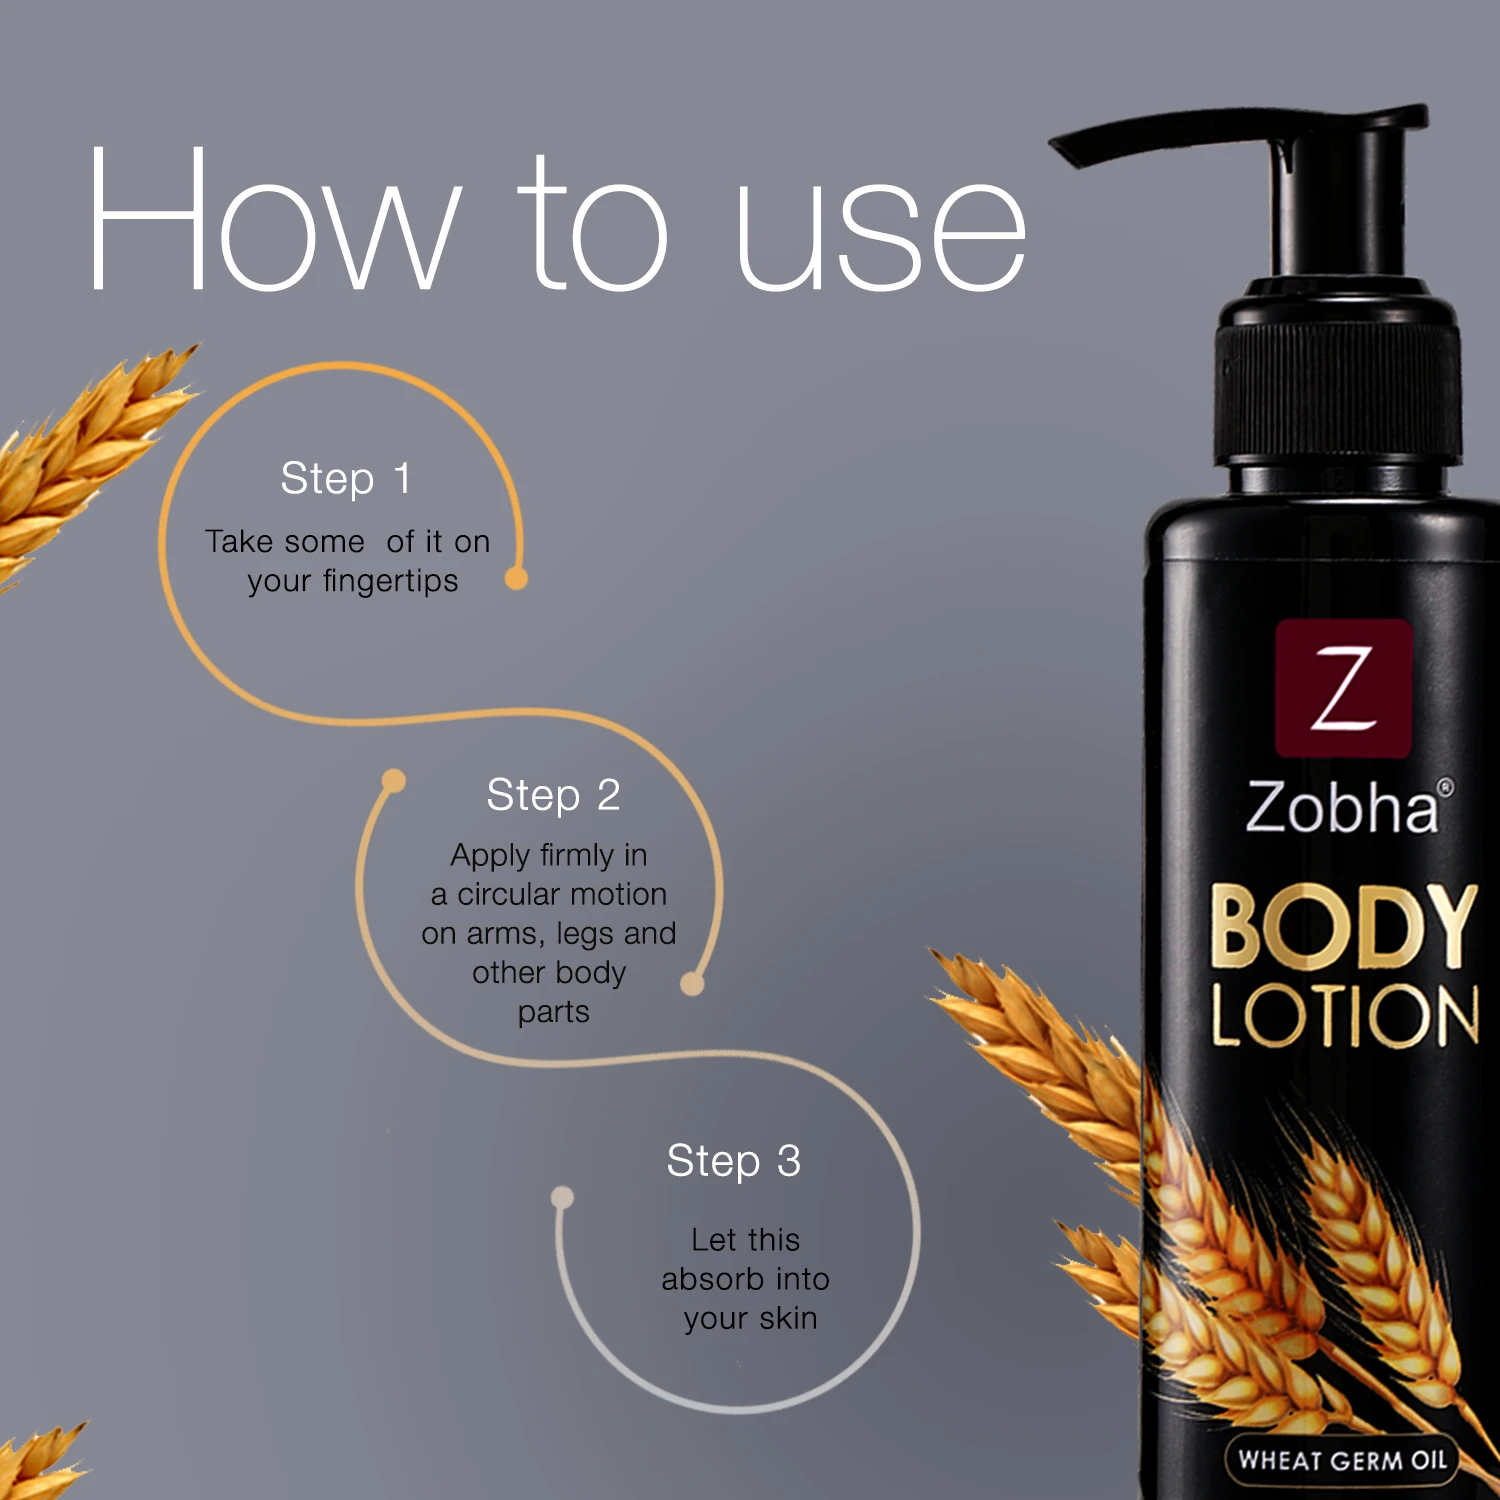 How to use
Step 1
Take some of it on
your fingertips
Step 2
Apply firmly in
a circular motion
on arms, legs and
other body
parts
Step 3
Let this
absorb into
your skin
Z
Zobha®
BODY
LOTION
WHEAT GERM OIL